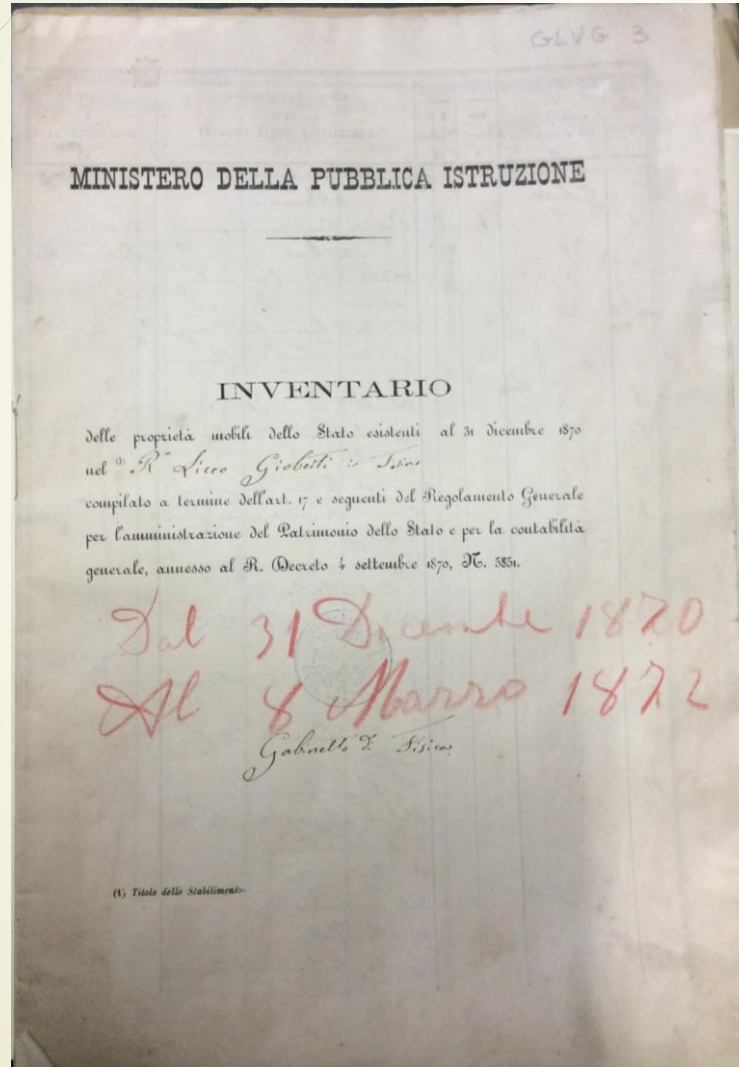 GLVG 3
MINISTERO DELLA PUBBLICA ISTRUZIONE
INVENTARIO
delle proprietà mobili dello Stato esistenti al 31 dicembre 1870
nel (1) R° Liceo Gioberti
compilato a termine dell'art. 17 e seguenti del Regolamento Generale
per l'amministrazione del Patrimonio dello Stato e per la contabilità
generale, annesso al R. Decreto 4 settembre 1870, N. 5851.
Dal 31 Dicembre 1870
Al 8 Marzo 1872
Gabinetto di Fisica
(1) Titolo dello Stabilimento.